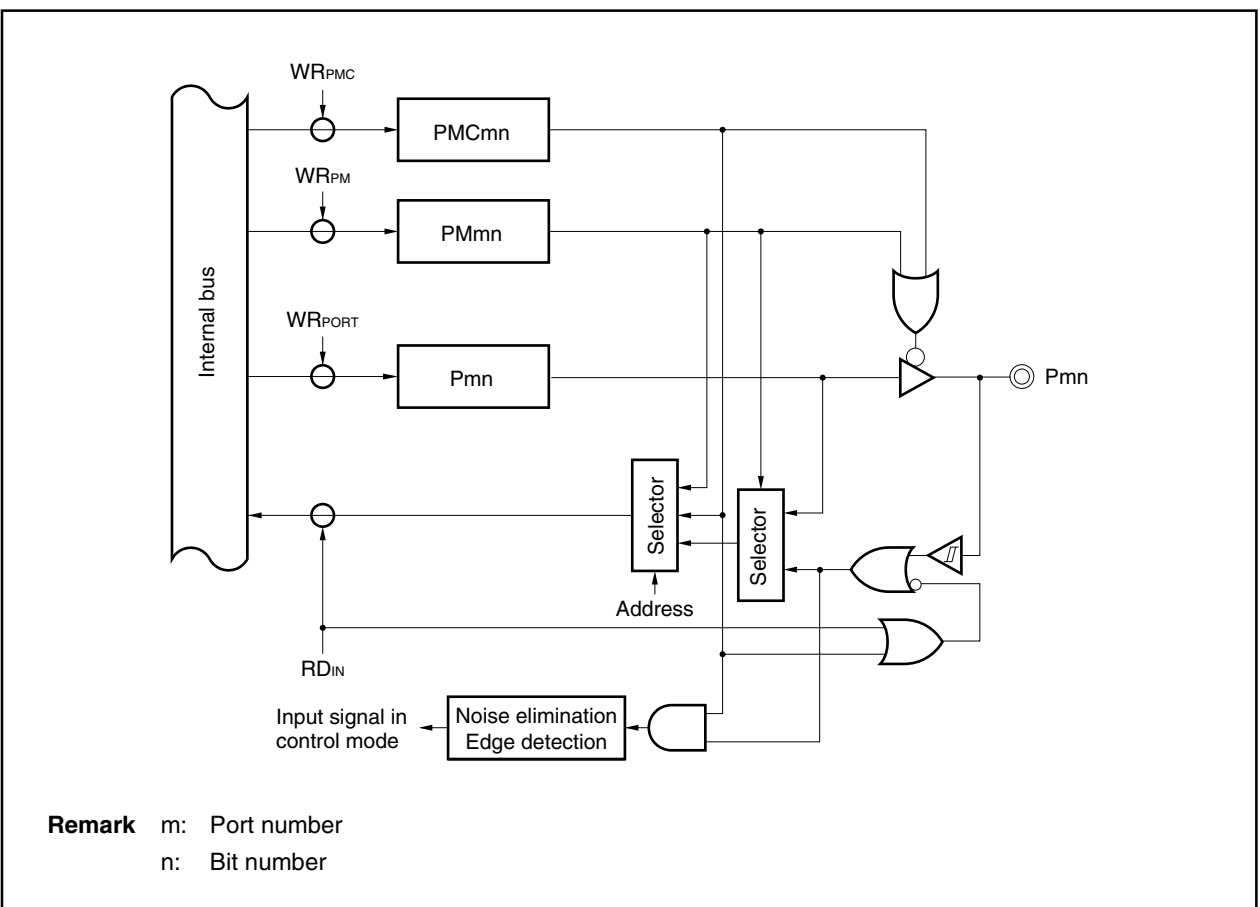 WRPMC
PMCmn
WRPM
PMmn
Internal bus
WRPORT
Pmn
Pmn
Selector
Selector
Address
RDIN
Input signal in
control mode
Noise elimination
Edge detection
Remark m: Port number
n: Bit number